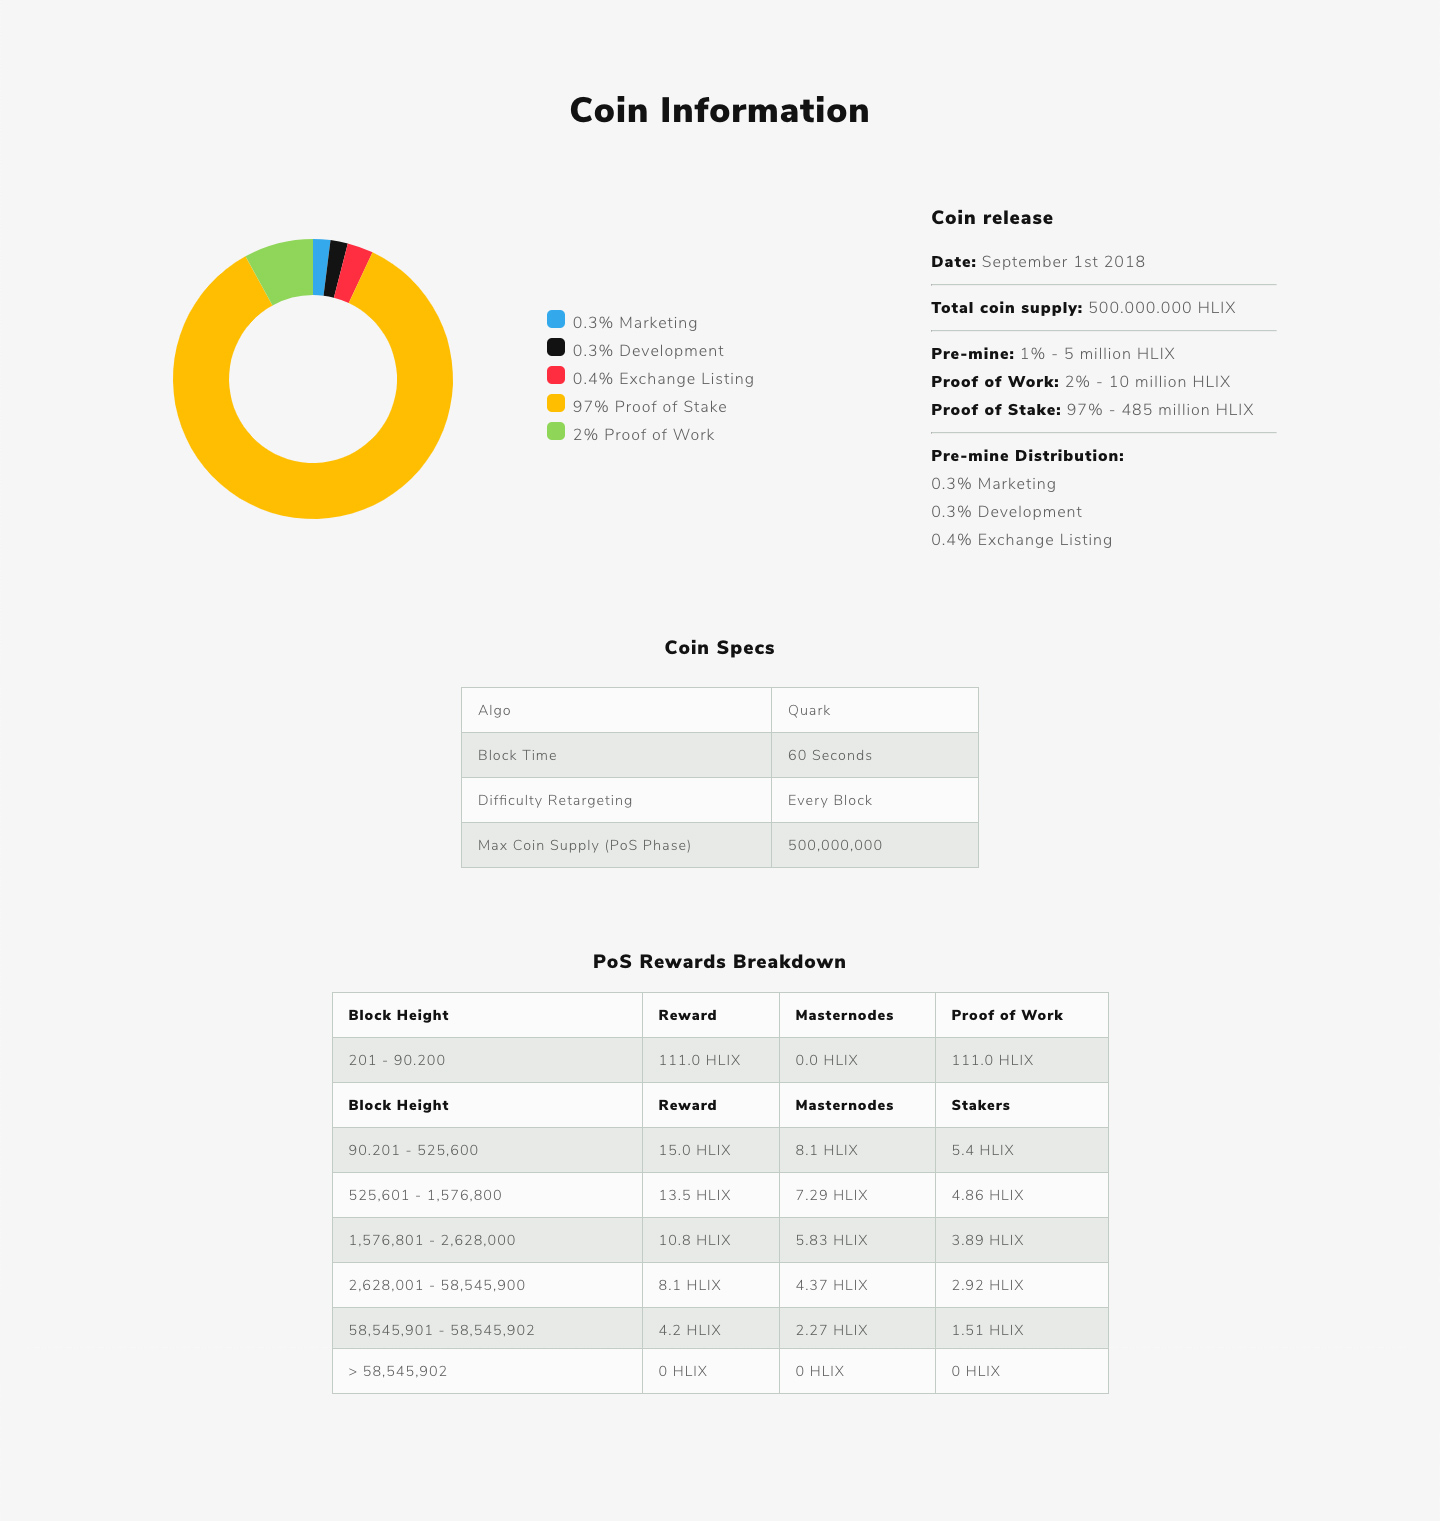 Coin Information
0.3% Marketing
0.3% Development
0.4% Exchange Listing
97% Proof of Stake
2% Proof of Work
Coin release
Date: September 1st 2018
Total coin supply: 500.000.000 HLIX
Pre-mine: 1% - 5 million HLIX
Proof of Work: 2% - 10 million HLIX
Proof of Stake: 97% - 485 million HLIX
Pre-mine Distribution:
0.3% Marketing
0.3% Development
0.4% Exchange Listing
Coin Specs
Algo Quark
Block Time 60 Seconds
Difficulty Retargeting Every Block
Max Coin Supply (PoS Phase) 500,000,000
PoS Rewards Breakdown
Block Height Reward Masternodes Proof of Work
201 - 90.200 111.0 HLIX 0.0 HLIX 111.0 HLIX
Block Height Reward Masternodes Stakers
90.201 - 525,600 15.0 HLIX 8.1 HLIX 5.4 HLIX
525,601 - 1,576,800 13.5 HLIX 7.29 HLIX 4.86 HLIX
1,576,801 - 2,628,000 10.8 HLIX 5.83 HLIX 3.89 HLIX
2,628,001 - 58,545,900 8.1 HLIX 4.37 HLIX 2.92 HLIX
58,545,901 - 58,545,902 4.2 HLIX 2.27 HLIX 1.51 HLIX
> 58,545,902 0 HLIX 0 HLIX 0 HLIX